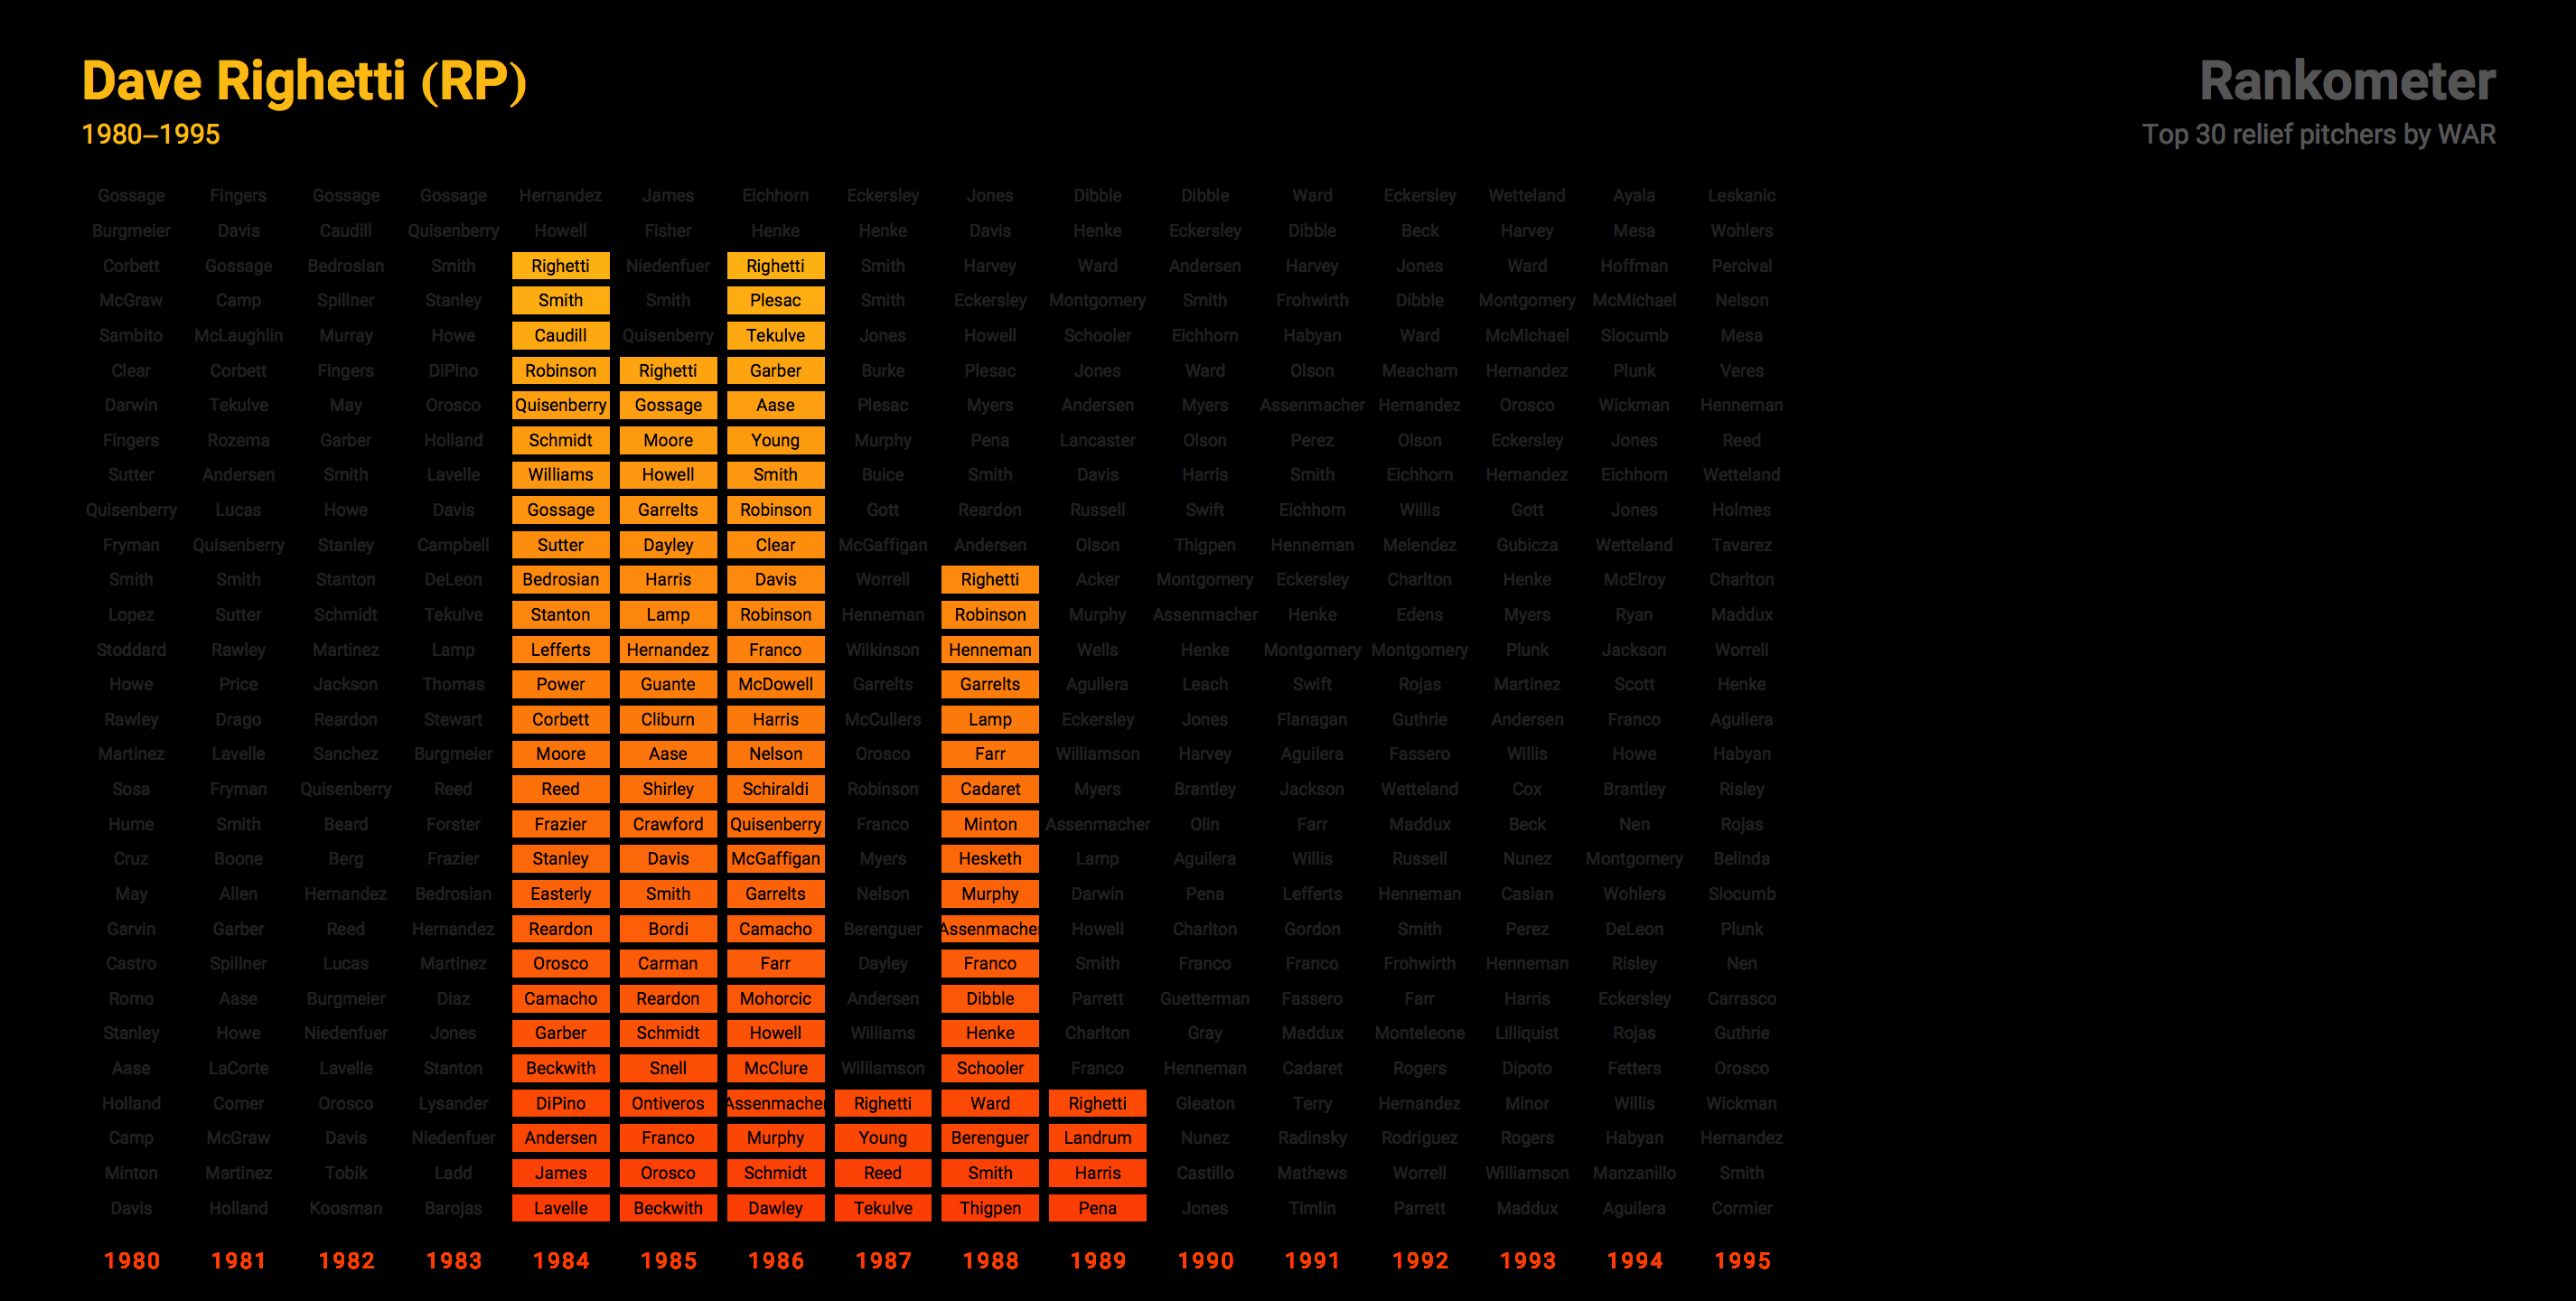 Dave Righetti (RP)
1980–1995
Rankometer
Top 30 relief pitchers by WAR
Gossage Fingers Gossage Gossage Hernandez James Eichhorn Eckersley Jones Dibble Dibble Ward Eckersley Wetteland Ayala Leskanic
Burgmeier Davis Caudill Quisenberry Howell Fisher Henke Henke Davis Henke Eckersley Dibble Beck Harvey Mesa Wohlers
Corbett Gossage Bedrosian Smith Righetti Niedenfuer Righetti Smith Harvey Ward Andersen Harvey Jones Ward Hoffman Percival
McGraw Camp Spillner Stanley Smith Smith Plesac Smith Eckersley Montgomery Smith Frohwirth Dibble Montgomery McMichael Nelson
Sambito McLaughlin Murray Howe Caudill Quisenberry Tekulve Jones Howell Schooler Eichhorn Habyan Ward McMichael Slocumb Mesa
Clear Corbett Fingers DiPino Robinson Righetti Garber Burke Plesac Jones Ward Olson Meacham Hernandez Plunk Veres
Darwin Tekulve May Orosco Quisenberry Gossage Aase Plesac Myers Andersen Myers Assenmacher Hernandez Orosco Wickman Henneman
Fingers Rozema Garber Holland Schmidt Moore Young Murphy Pena Lancaster Olson Perez Olson Eckersley Jones Reed
Sutter Andersen Smith Lavelle Williams Howell Smith Buice Smith Davis Harris Smith Eichhorn Hernandez Eichhorn Wetteland
Quisenberry Lucas Howe Davis Gossage Garrelts Robinson Gott Reardon Russell Swift Eichhorn Willis Gott Jones Holmes
Fryman Quisenberry Stanley Campbell Sutter Dayley Clear McGaffigan Andersen Olson Thigpen Henneman Melendez Gubicza Wetteland Tavarez
Smith Smith Stanton DeLeon Bedrosian Harris Davis Worrell Righetti Acker Montgomery Eckersley Charlton Henke McElroy Charlton
Lopez Sutter Schmidt Tekulve Stanton Lamp Robinson Henneman Robinson Murphy Assenmacher Henke Edens Myers Ryan Maddux
Stoddard Rawley Martinez Lamp Lefferts Hernandez Franco Wilkinson Henneman Wells Henke Montgomery Montgomery Plunk Jackson Worrell
Howe Price Jackson Thomas Power Guante McDowell Garrelts Garrelts Aguilera Leach Swift Rojas Martinez Scott Henke
Rawley Drago Reardon Stewart Corbett Cliburn Harris McCullers Lamp Eckersley Jones Flanagan Guthrie Andersen Franco Aguilera
Martinez Lavelle Sanchez Burgmeier Moore Aase Nelson Orosco Farr Williamson Harvey Aguilera Fassero Willis Howe Habyan
Sosa Fryman Quisenberry Reed Reed Shirley Schiraldi Robinson Cadaret Myers Brantley Jackson Wetteland Cox Brantley Risley
Hume Smith Beard Forster Frazier Crawford Quisenberry Franco Minton Assenmacher Olin Farr Maddux Beck Nen Rojas
Cruz Boone Berg Frazier Stanley Davis McGaffigan Myers Hesketh Lamp Aguilera Willis Russell Nunez Montgomery Belinda
May Allen Hernandez Bedrosian Easterly Smith Garrelts Nelson Murphy Darwin Pena Lefferts Henneman Casian Wohlers Slocumb
Garvin Garber Reed Hernandez Reardon Bordi Camacho Berenguer Assenmacher Howell Charlton Gordon Smith Perez DeLeon Plunk
Castro Spillner Lucas Martinez Orosco Carman Farr Dayley Franco Smith Franco Franco Frohwirth Henneman Risley Nen
Romo Aase Burgmeier Diaz Camacho Reardon Mohorcic Andersen Dibble Parrett Guetterman Fassero Farr Harris Eckersley Carrasco
Stanley Howe Niedenfuer Jones Garber Schmidt Howell Williams Henke Charlton Gray Maddux Monteleone Lilliquist Rojas Guthrie
Aase LaCorte Lavelle Stanton Beckwith Snell McClure Williamson Schooler Franco Henneman Cadaret Rogers Dipoto Fetters Orosco
Holland Comer Orosco Lysander DiPino Ontiveros Assenmacher Righetti Ward Righetti Gleaton Terry Hernandez Minor Willis Wickman
Camp McGraw Davis Niedenfuer Andersen Franco Murphy Young Berenguer Landrum Nunez Radinsky Rodriguez Rogers Habyan Hernandez
Minton Martinez Tobik Ladd James Orosco Schmidt Reed Smith Harris Castillo Mathews Worrell Williamson Manzanillo Smith
Davis Holland Koosman Barojas Lavelle Beckwith Dawley Tekulve Thigpen Pena Jones Timlin Parrett Maddux Aguilera Cormier
1980 1981 1982 1983 1984 1985 1986 1987 1988 1989 1990 1991 1992 1993 1994 1995